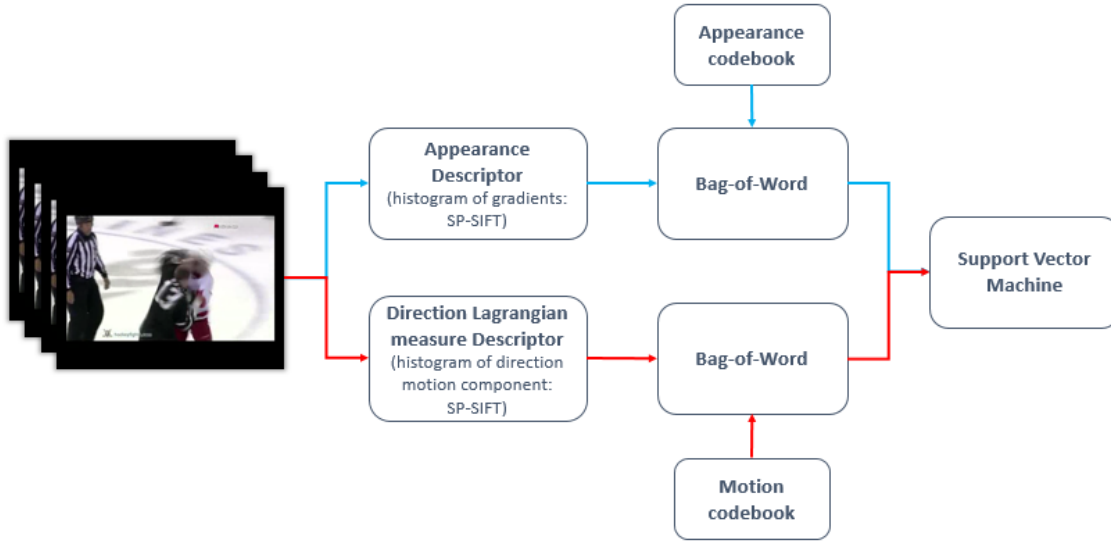 Appearance
codebook
Appearance
Descriptor
(histogram of gradients:
SP-SIFT)
Bag-of-Word
Support Vector
Machine
13
Direction Lagrangian
measure Descriptor
(histogram of direction
motion component:
SP-SIFT)
Bag-of-Word
Motion
codebook